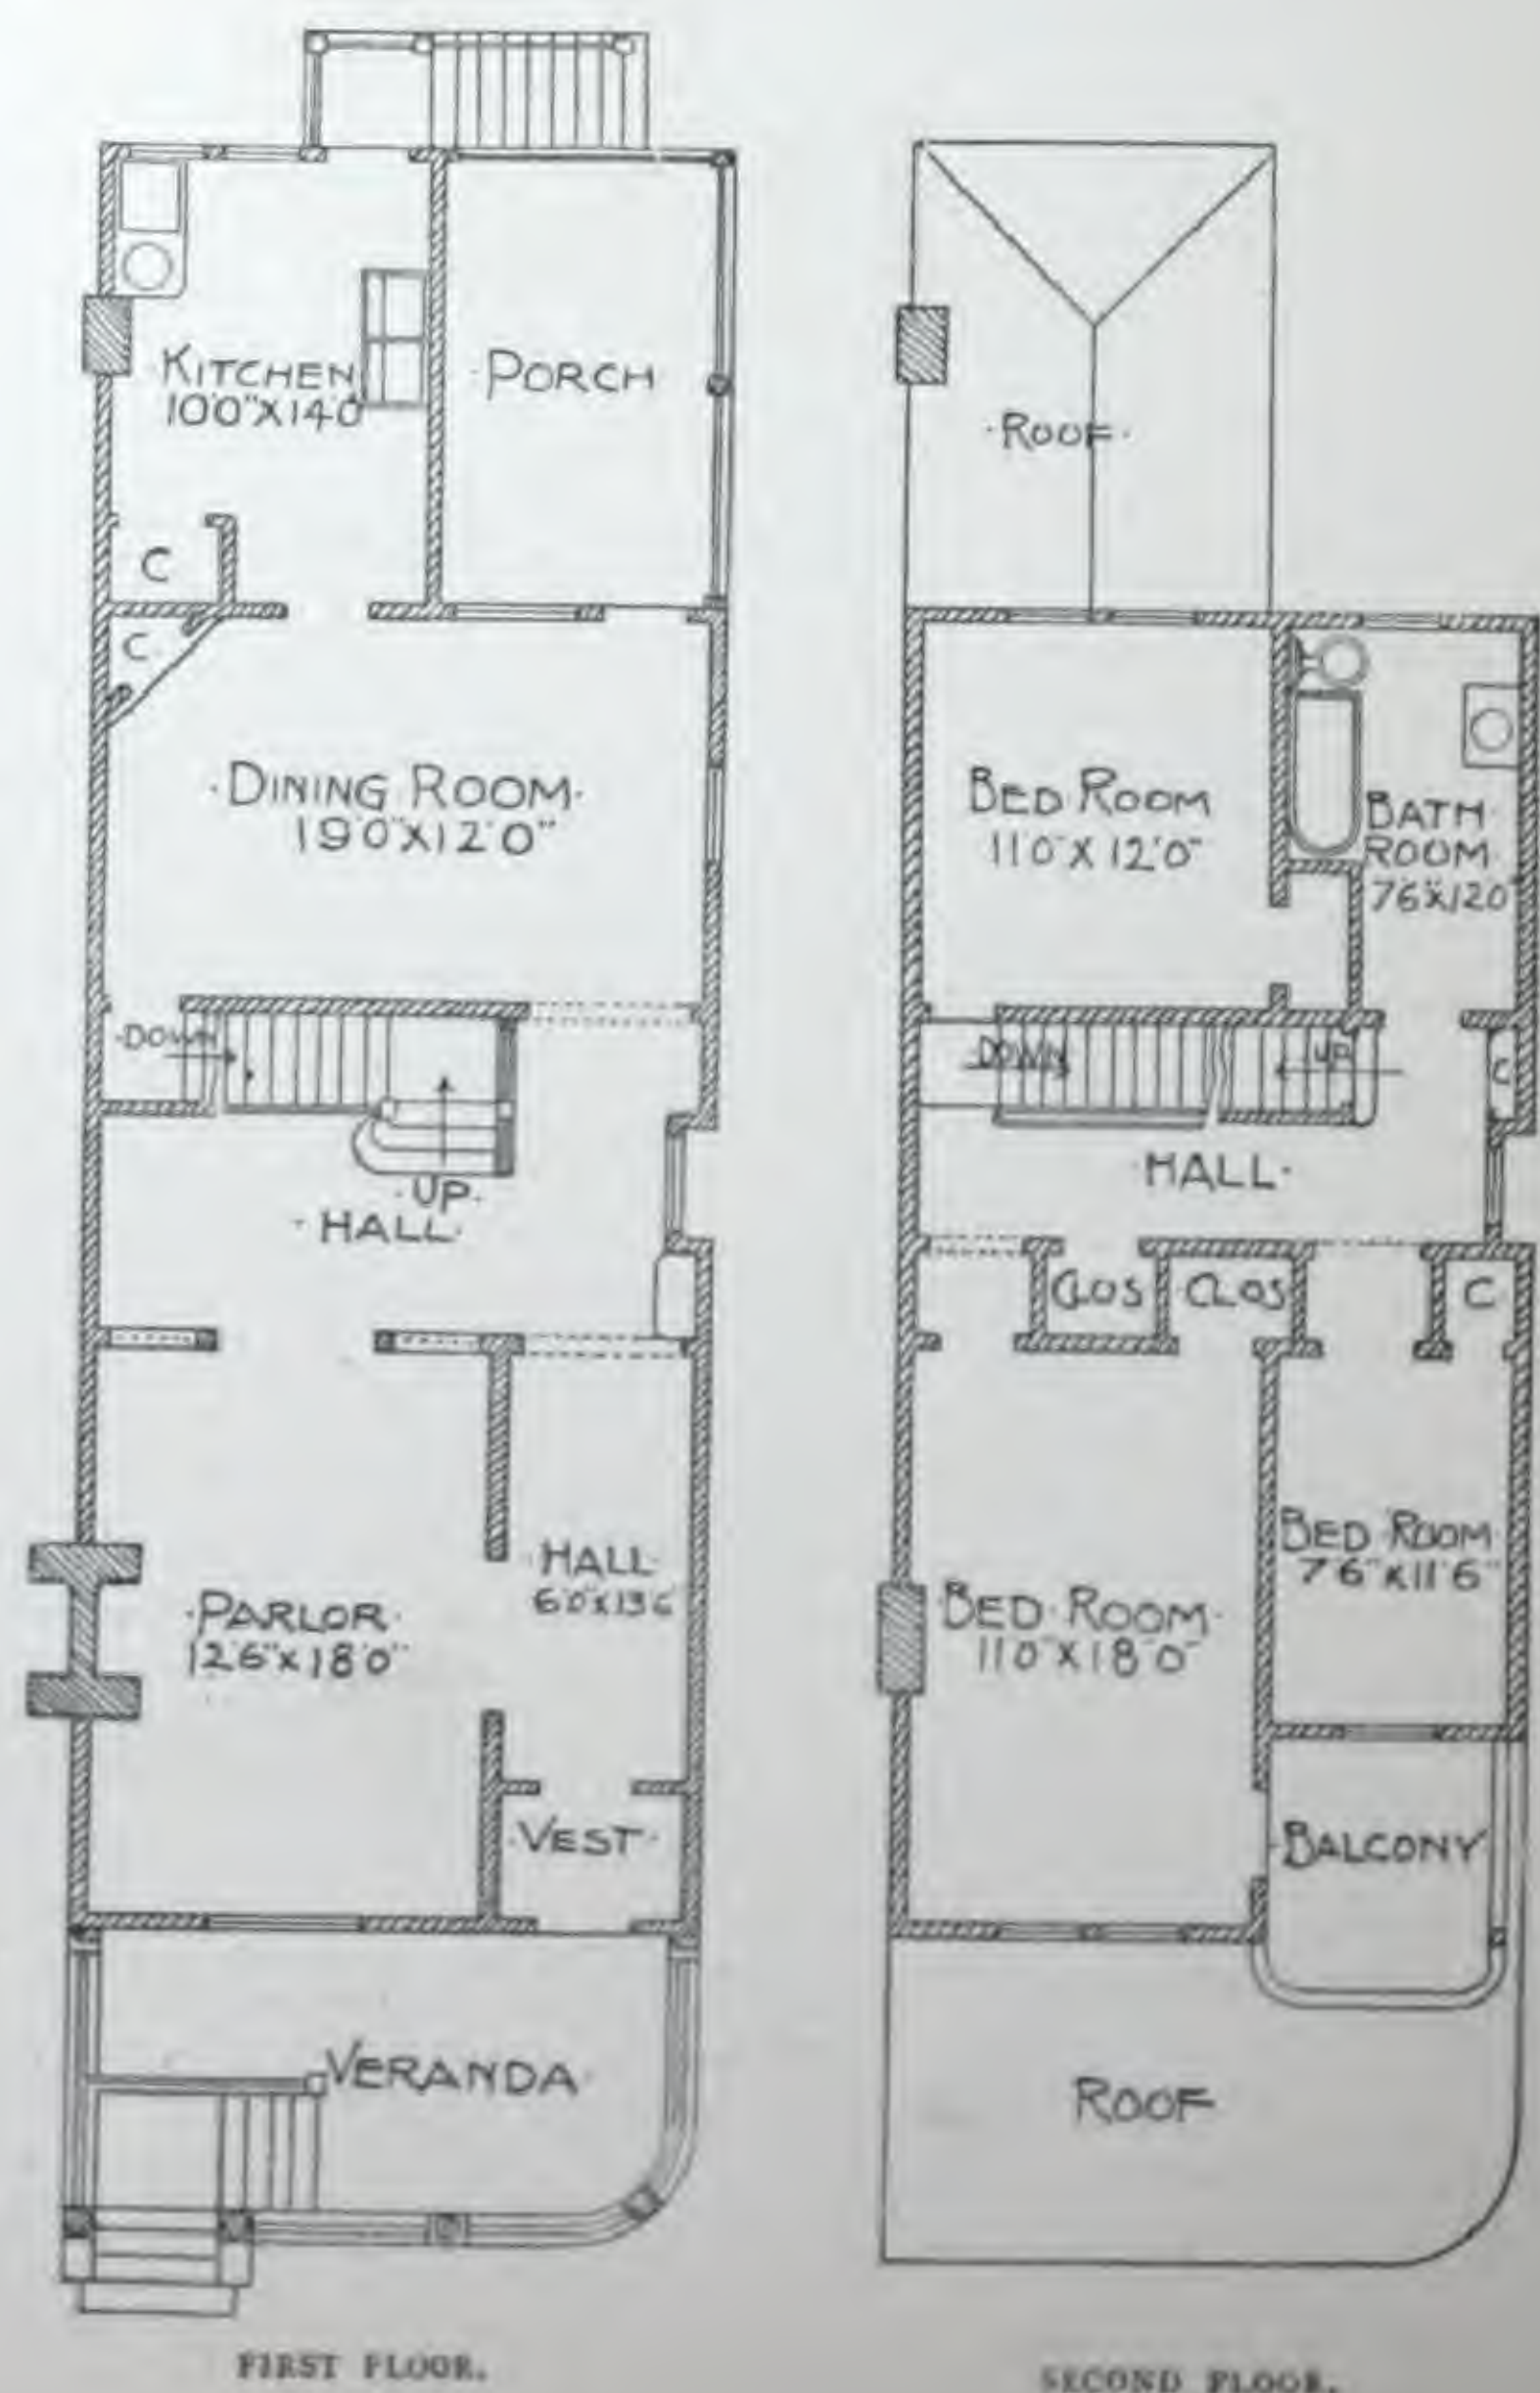 KITCHEN
10'0"X14'0
·PORCH·
C
C.
·DINING ROOM·
19'0"X12'0"
·DOWN
·UP·
·HALL·
·PARLOR·
12'6"X18'0"
·HALL·
6'0"X13'6
·VEST·
VERANDA·
FIRST FLOOR.
·ROOF·
BED ROOM
11'0"X12'0"
BATH·
ROOM·
7'6"X12'0
DOWN
UP
C
·HALL·
CLOS
CLOS
C
BED·ROOM·
11'0"X18'0"
BED·ROOM·
7'6"X11'6"
BALCONY
ROOF
SECOND FLOOR.